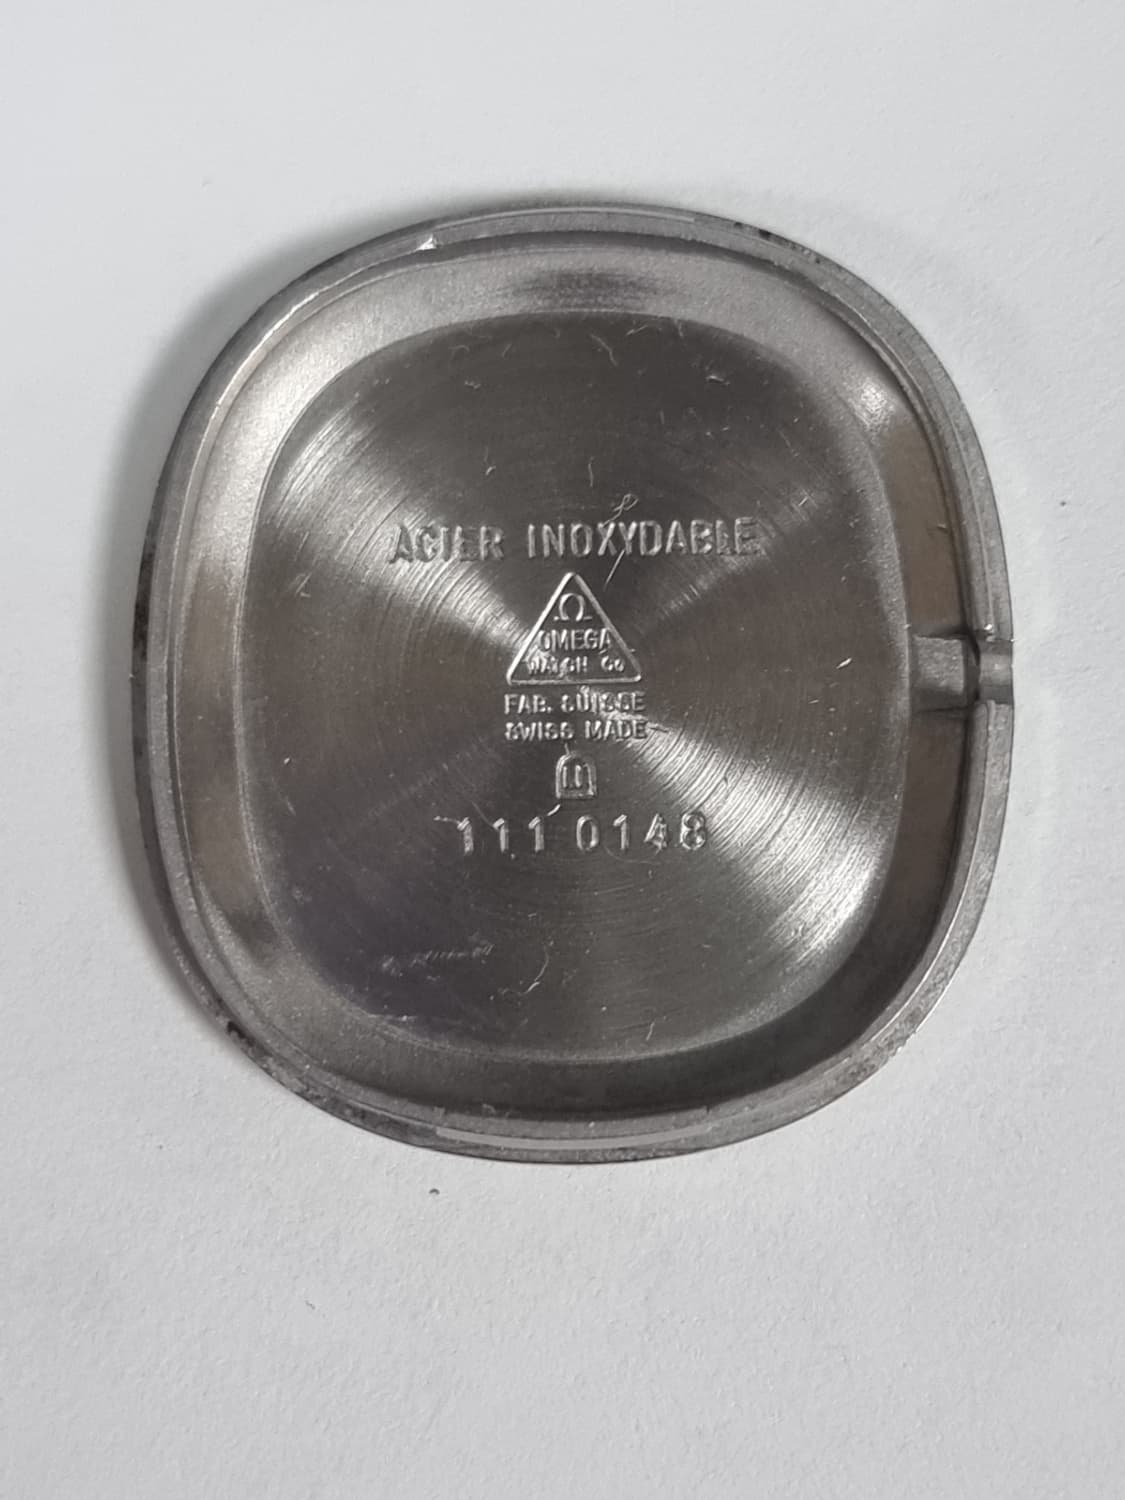 ACIER INOXYDABLE
Ω
OMEGA
WATCH Co
FAB. SUISSE
SWISS MADE
111 0148